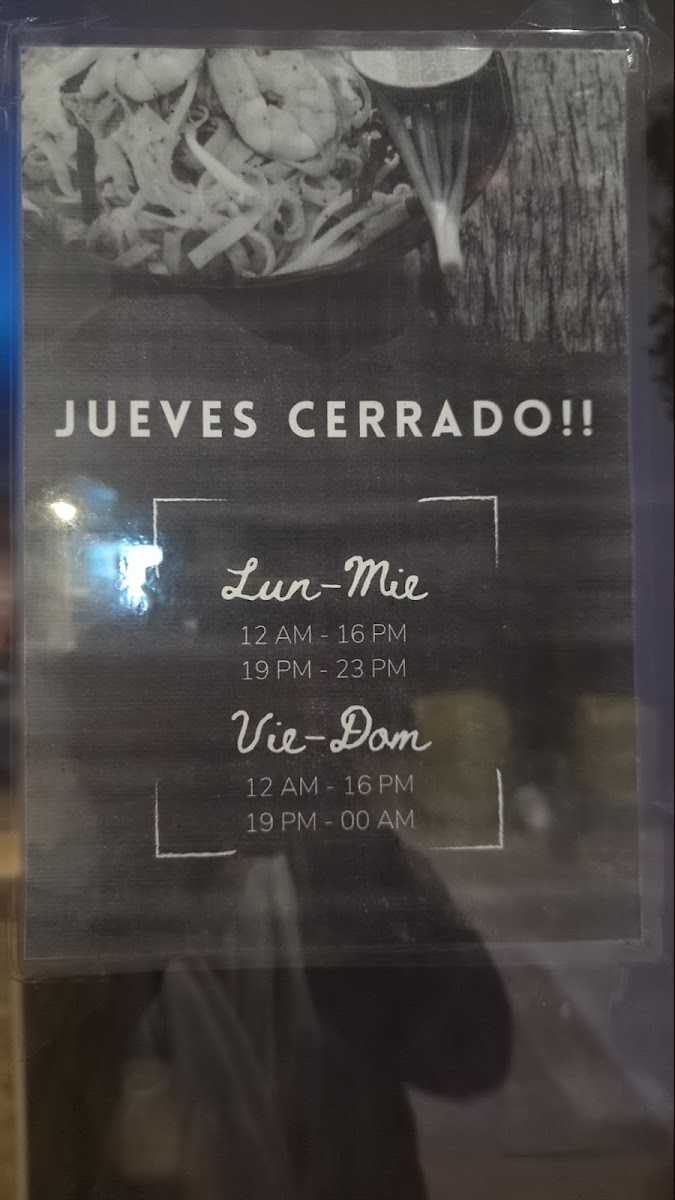 JUEVES CERRADO!!
Lun-Mie
12 AM - 16 PM
19 PM - 23 PM
Vie-Dom
12 AM - 16 PM
19 PM - 00 AM